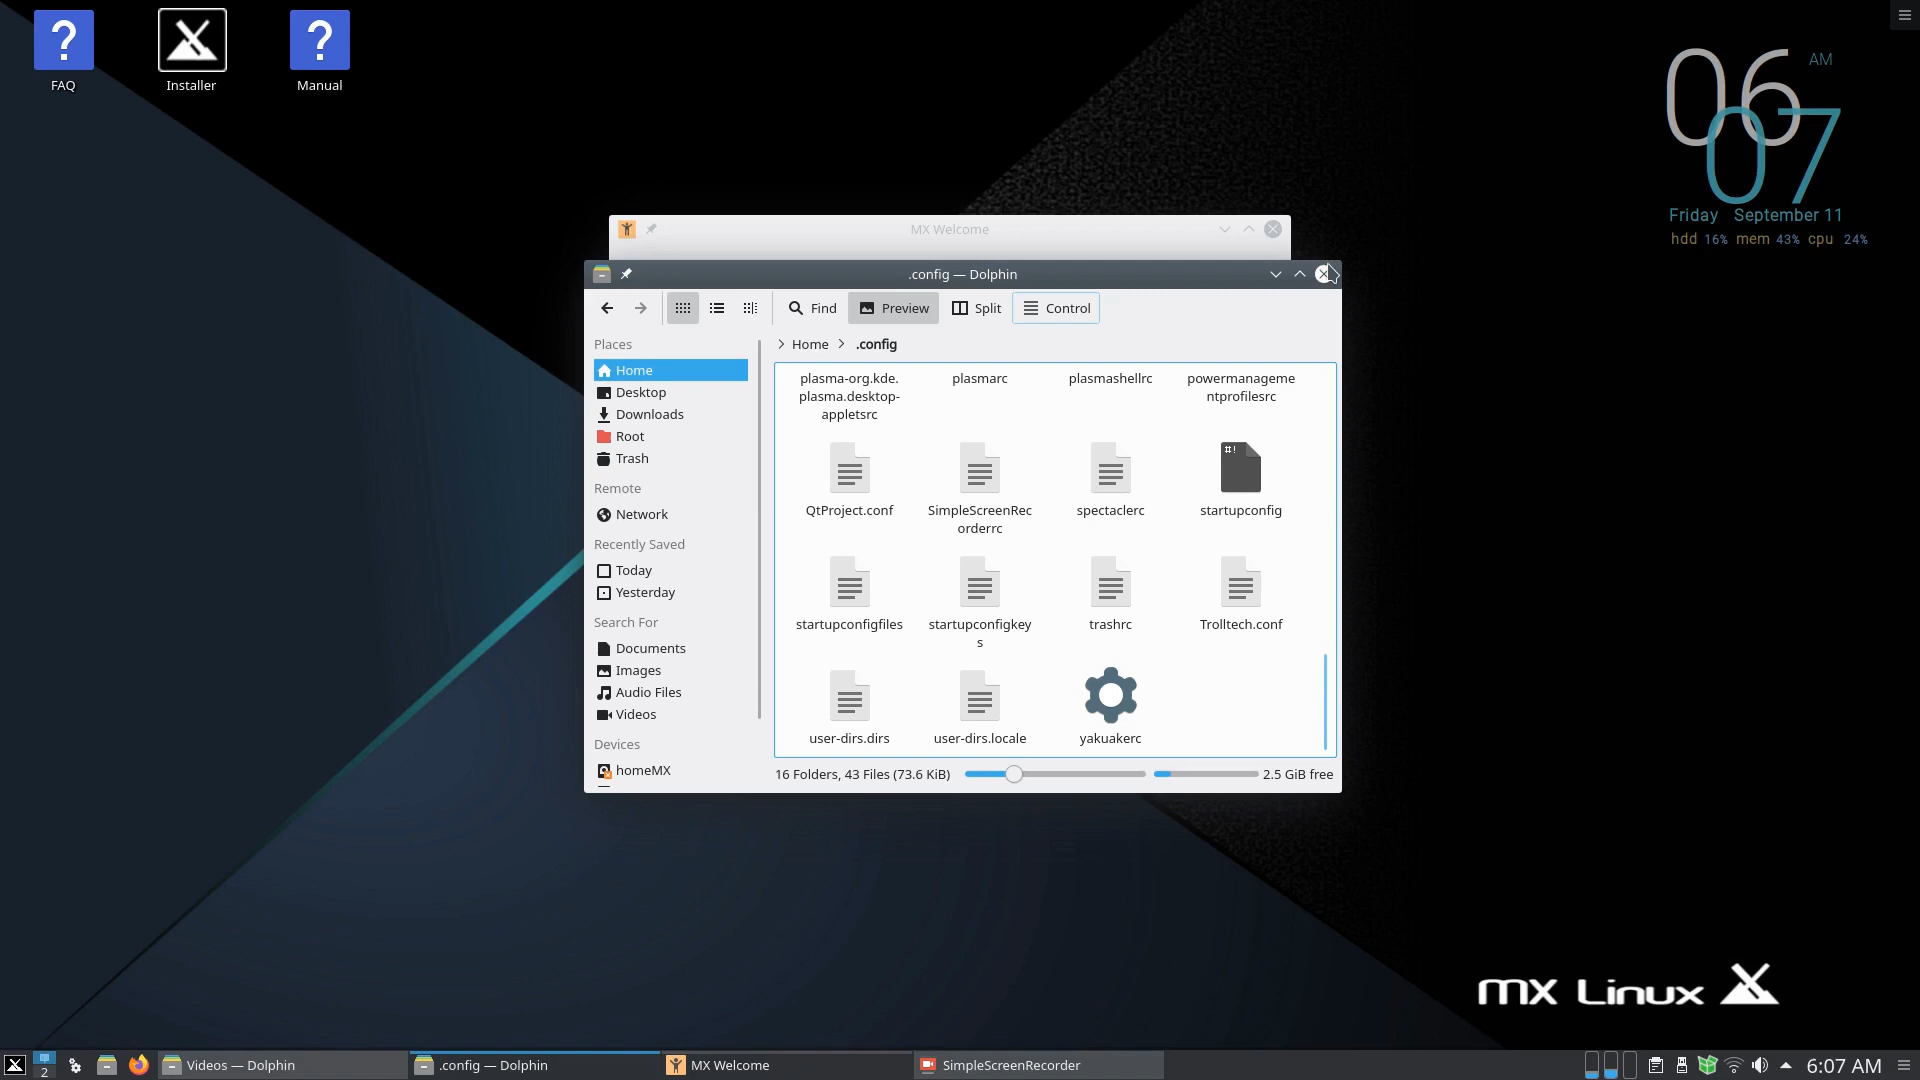 FAQ
Installer
Manual
06 AM
07
Friday September 11
hdd 16% mem 43% cpu 24%
MX Welcome
.config — Dolphin
Find
Preview
Split
Control
Places
Home
Desktop
Downloads
Root
Trash
Remote
Network
Recently Saved
Today
Yesterday
Search For
Documents
Images
Audio Files
Videos
Devices
homeMX
Home > .config
plasma-org.kde.
plasma.desktop-
appletsrc
plasmarc
plasmashellrc
powermanageme
ntprofilesrc
QtProject.conf
SimpleScreenRec
orderrc
spectaclerc
#!
startupconfig
startupconfigfiles
startupconfigkey
s
trashrc
Trolltech.conf
user-dirs.dirs
user-dirs.locale
yakuakerc
16 Folders, 43 Files (73.6 KiB)
2.5 GiB free
mx Linux
2
Videos — Dolphin
.config — Dolphin
MX Welcome
SimpleScreenRecorder
6:07 AM